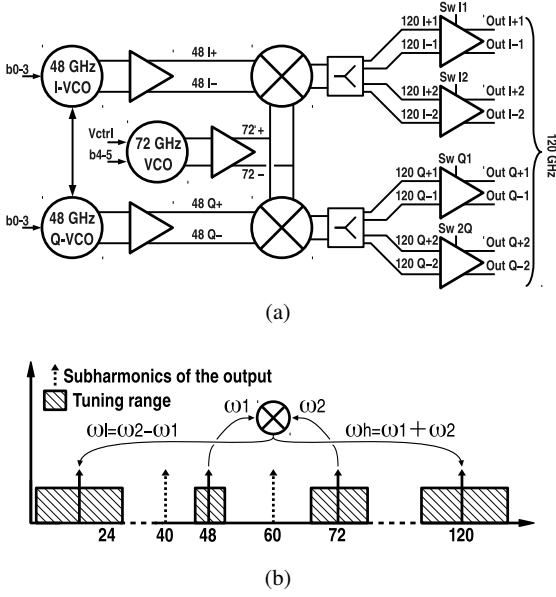 Sw I1
120 I+1
Out I+1
120 I−1
Out I−1
48 I+
48 GHz
I-VCO
b0-3
48 I−
Sw I2
120 I+2
Out I+2
120 I−2
Out I−2
Vctrl
72 GHz
VCO
b4-5
72 +
72 −
120 GHz
Sw Q1
120 Q+1
Out Q+1
120 Q−1
Out Q−1
48 Q+
48 GHz
Q-VCO
b0-3
48 Q−
Sw 2Q
120 Q+2
Out Q+2
120 Q−2
Out Q−2
(a)
Subharmonics of the output
Tuning range
ω1
ω2
ωl=ω2−ω1
ωh=ω1+ω2
24 40 48 60 72 120
(b)